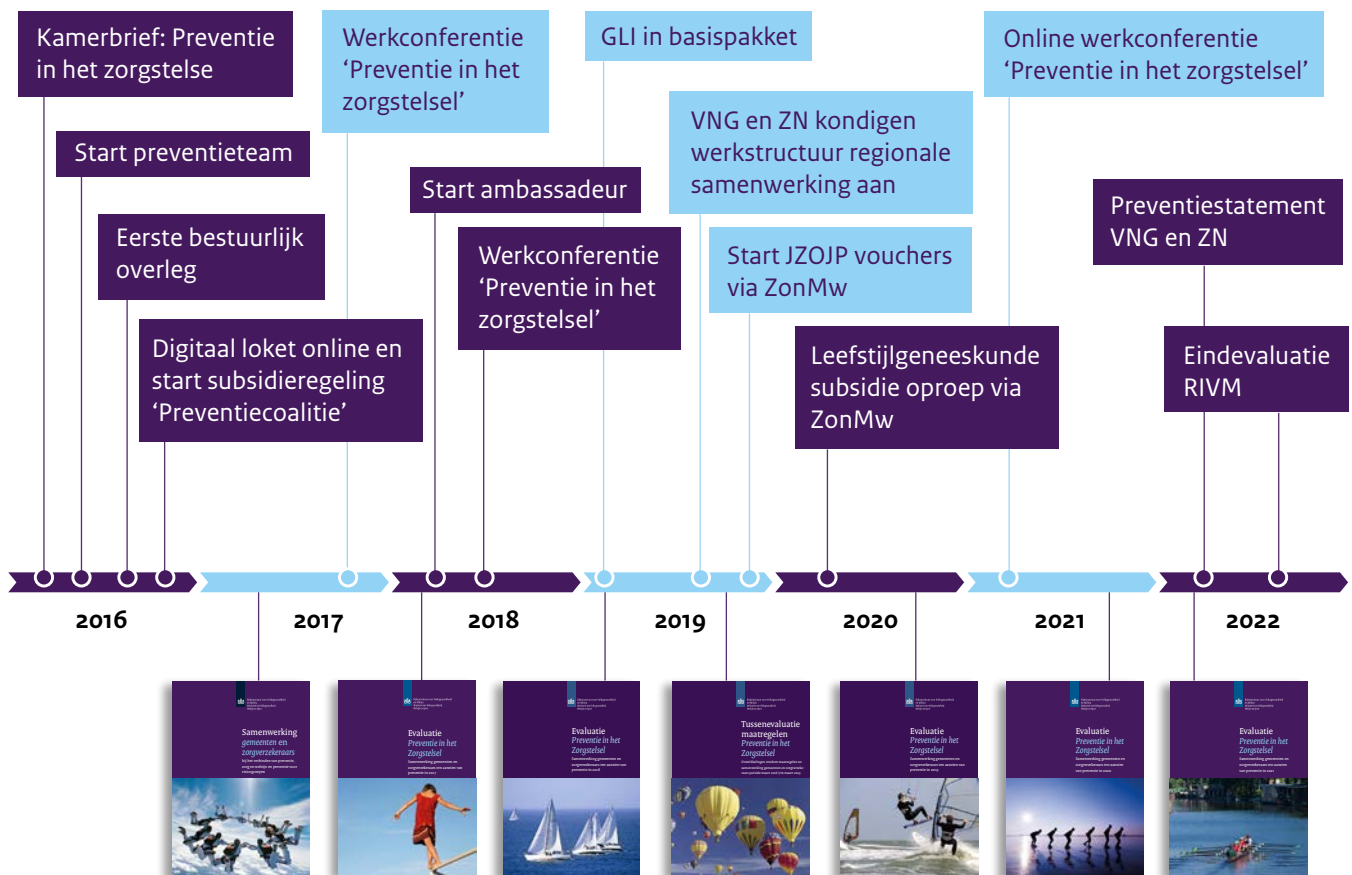 Kamerbrief: Preventie
in het zorgstelse
Werkconferentie
‘Preventie in het
zorgstelsel’
GLI in basispakket
Online werkconferentie
‘Preventie in het zorgstelsel’
Start preventieteam
VNG en ZN kondigen
werkstructuur regionale
samenwerking aan
Start ambassadeur
Preventiestatement
VNG en ZN
Eerste bestuurlijk
overleg
Werkconferentie
‘Preventie in het
zorgstelsel’
Start JZOJP vouchers
via ZonMw
Digitaal loket online en
start subsidieregeling
‘Preventiecoalitie’
Leefstijlgeneeskunde
subsidie oproep via
ZonMw
Eindevaluatie
RIVM
2016
2017
2018
2019
2020
2021
2022
Samenwerking
gemeenten en
zorgverzekeraars
Evaluatie
Preventie in het
Zorgstelsel
Evaluatie
Preventie in het
Zorgstelsel
Tussenevaluatie
maatregelen
Preventie in het
Zorgstelsel
Evaluatie
Preventie in het
Zorgstelsel
Evaluatie
Preventie in het
Zorgstelsel
Evaluatie
Preventie in het
Zorgstelsel